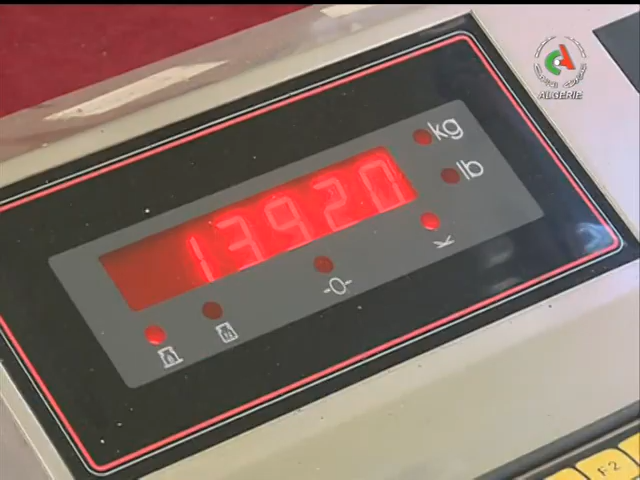 ALGERIE
kg
lb
13920
-0-
F2